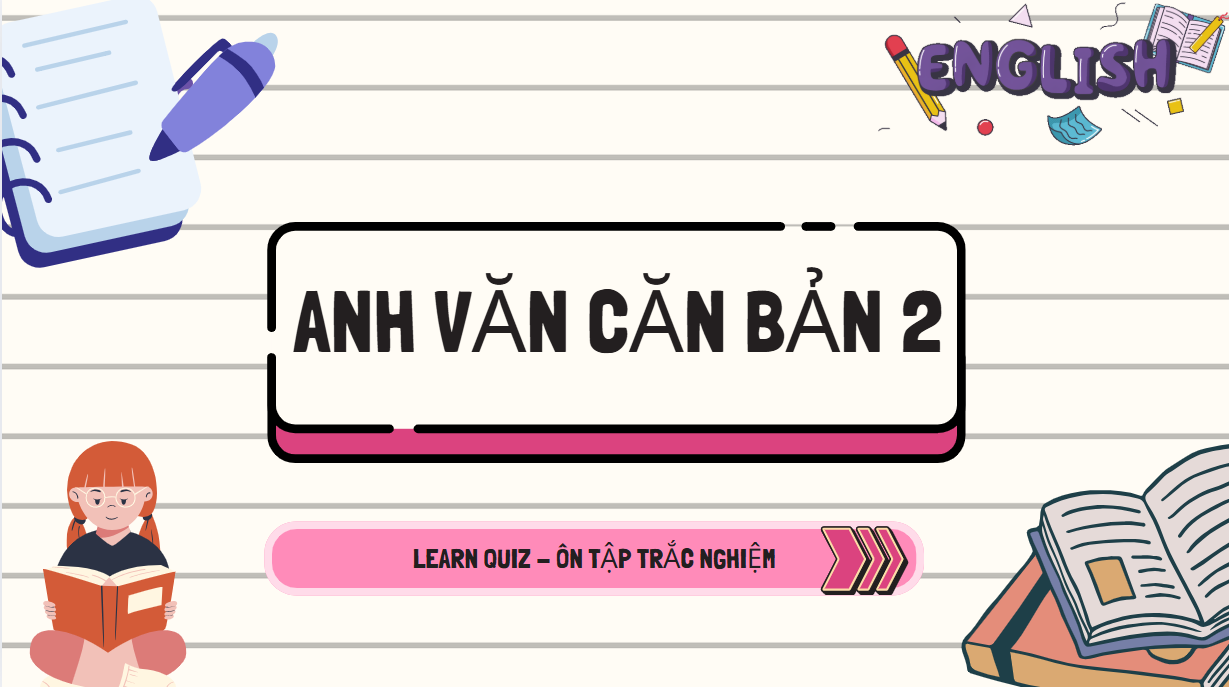 ENGLISH
ANH VĂN CĂN BẢN 2
LEARN QUIZ – ÔN TẬP TRẮC NGHIỆM